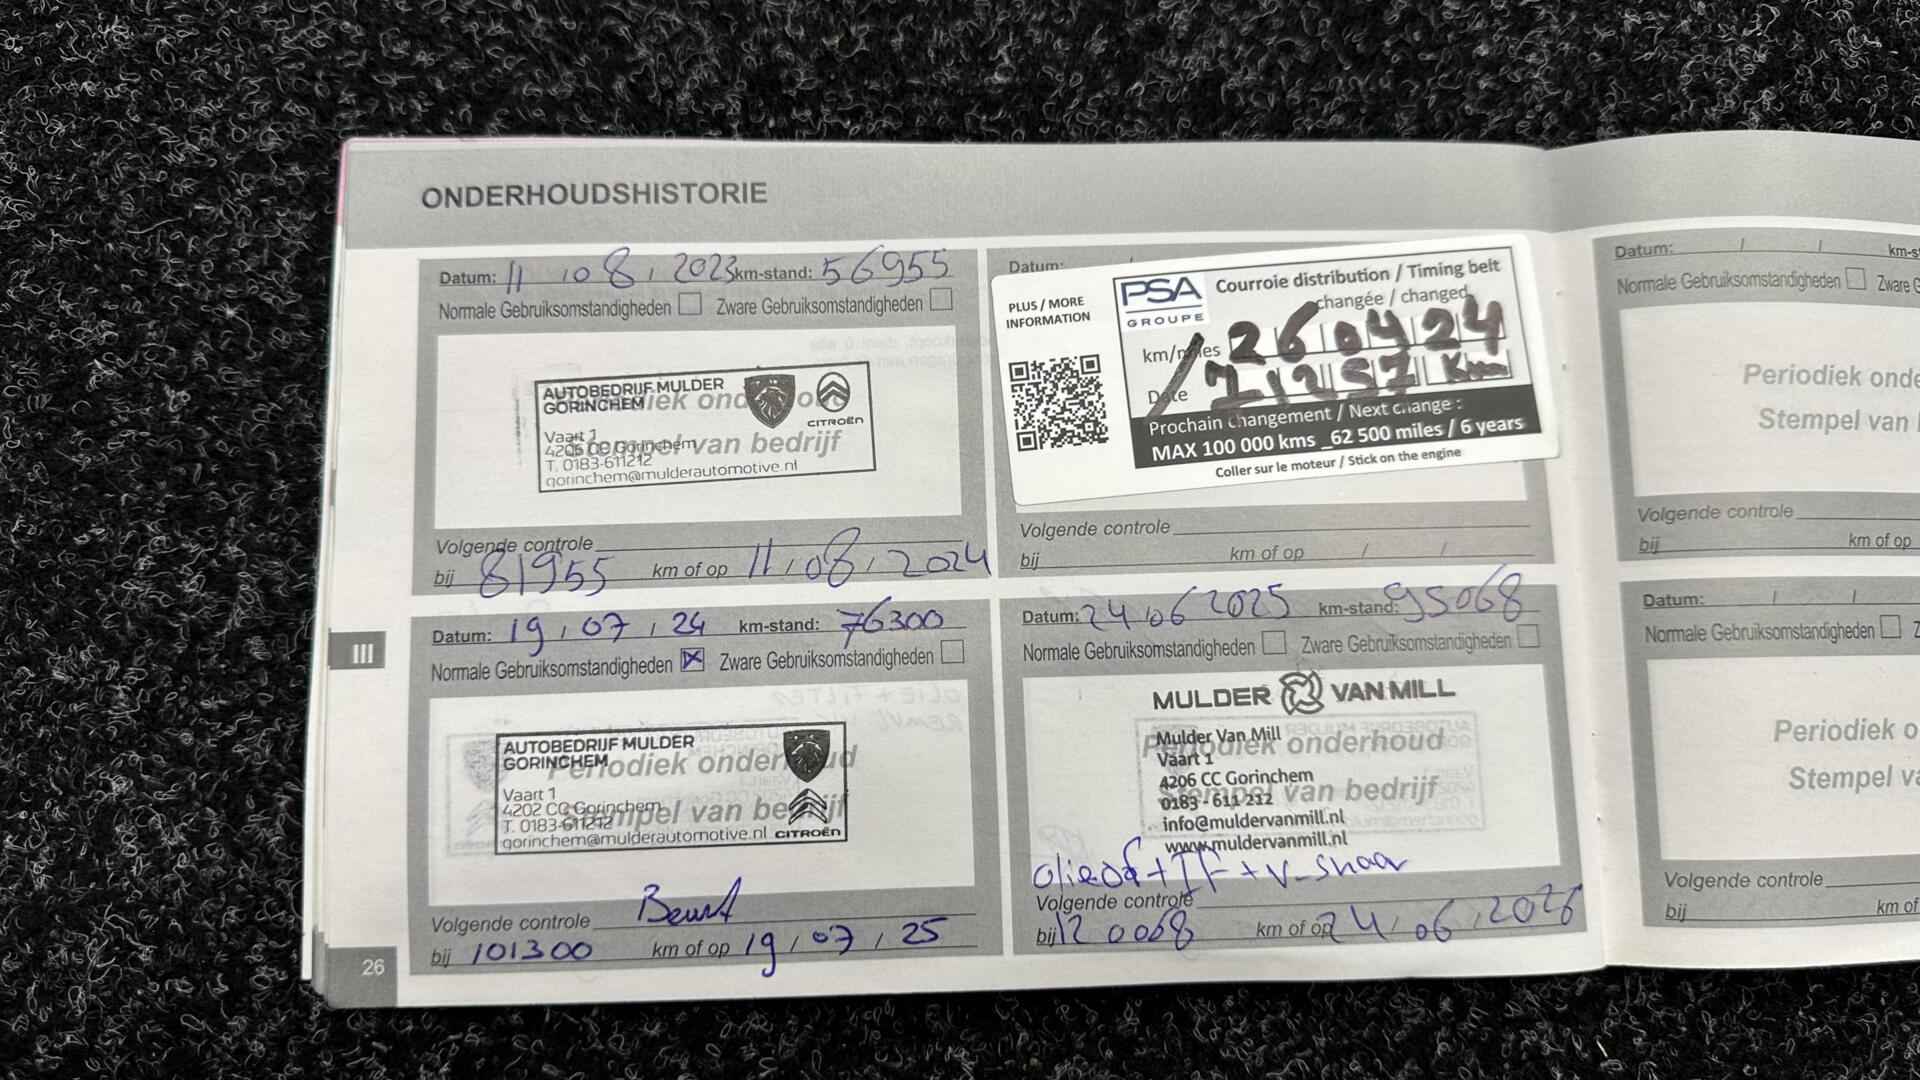 ONDERHOUDSHISTORIE
Datum: 11 / 08 / 2023 km-stand: 56955
Normale Gebruiksomstandigheden Zware Gebruiksomstandigheden
AUTOBEDRIJF MULDER
GORINCHEM
CITROËN
Vaart 1
Gorinchem
T. 0183-611212
gorinchem@mulderautomotive.nl
Stempel van bedrijf
Volgende controle
bij 81955 km of op 11 / 08 / 2024
Datum:
PLUS / MORE
INFORMATION
PSA
GROUPE
Courroie distribution / Timing belt
changée / changed
km/miles 260424
Date 71257 Km
Prochain changement / Next change :
MAX 100 000 kms _62 500 miles / 6 years
Coller sur le moteur / Stick on the engine
Volgende controle
bij km of op / /
Datum: 19 / 07 / 24 km-stand: 76300
Normale Gebruiksomstandigheden Zware Gebruiksomstandigheden
AUTOBEDRIJF MULDER
GORINCHEM
Periodiek onderhoud
Vaart 1
4202 CC Gorinchem
Stempel van bedrijf
T. 0183-611212
gorinchem@mulderautomotive.nl CITROËN
Volgende controle Beurt
bij 101300 km of op 19 / 07 / 25
Datum: 24 / 06 / 2025 km-stand: 95068
Normale Gebruiksomstandigheden Zware Gebruiksomstandigheden
MULDER VAN MILL
Mulder Van Mill
Periodiek onderhoud
Vaart 1
4206 CC Gorinchem
Stempel van bedrijf
0183 - 611 212
info@muldervanmill.nl
www.muldervanmill.nl
olieof + IF + v-snaar
Volgende controle
bij 120068 km of op 24 / 06 / 2026
III
26
Datum: / / km-s
Normale Gebruiksomstandigheden Zware G
Periodiek onde
Stempel van
Volgende controle
bij km of op
Datum: / /
Normale Gebruiksomstandigheden Z
Periodiek o
Stempel va
Volgende controle
bij km of